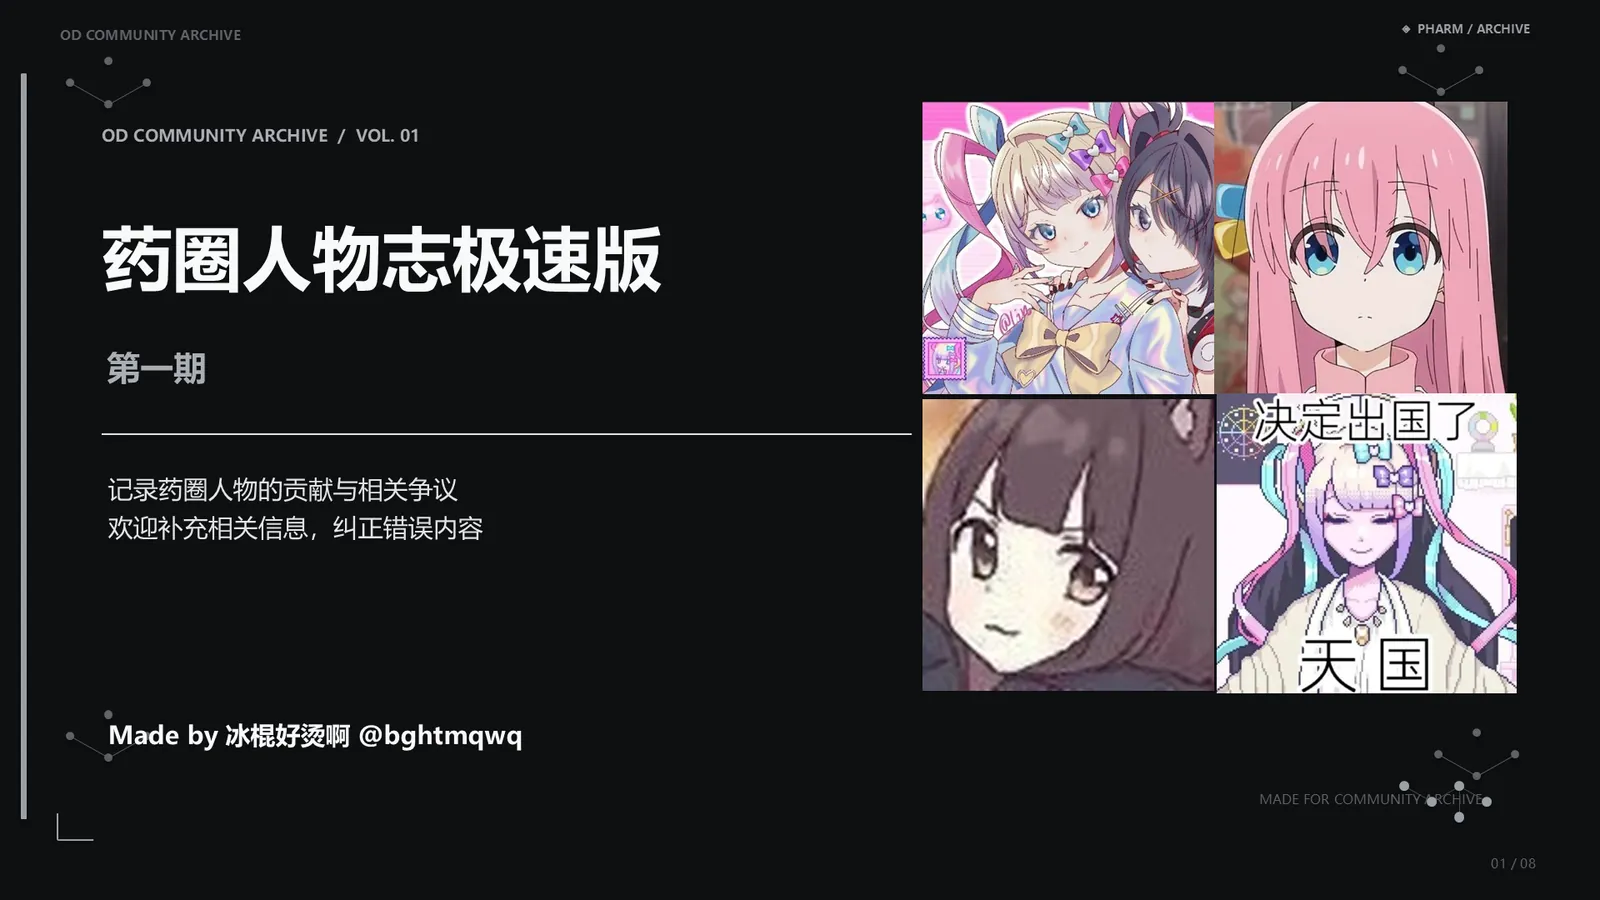 OD COMMUNITY ARCHIVE
◆ PHARM / ARCHIVE
OD COMMUNITY ARCHIVE / VOL. 01
药圈人物志极速版
第一期
记录药圈人物的贡献与相关争议
欢迎补充相关信息，纠正错误内容
Made by 冰棍好烫啊 @bghtmqwq
决定出国了
天国
MADE FOR COMMUNITY ARCHIVE
01 / 08